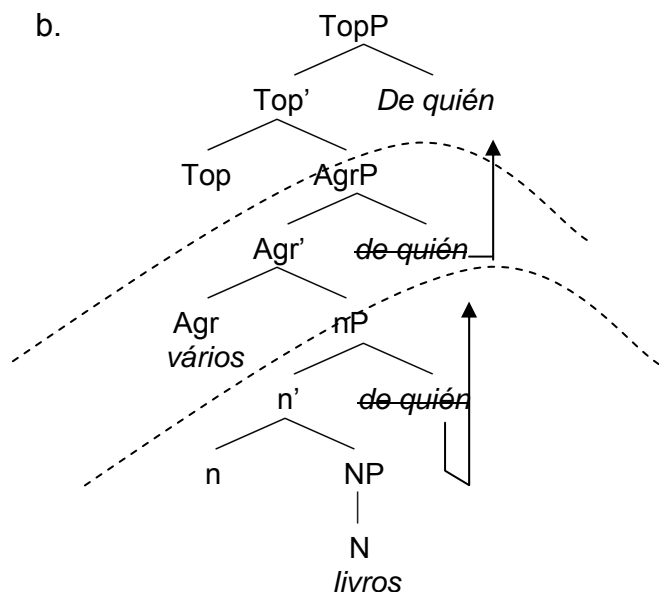 b.
TopP
Top’ De quién
Top AgrP
Agr’ de quién
Agr nP
vários
n’ de quién
n NP
N
livros